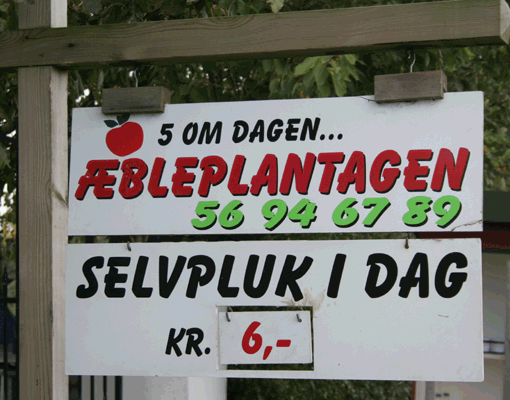 5 OM DAGEN...
ÆBLEPLANTAGEN
56 94 67 89
SELVPLUK I DAG
KR. 6,-